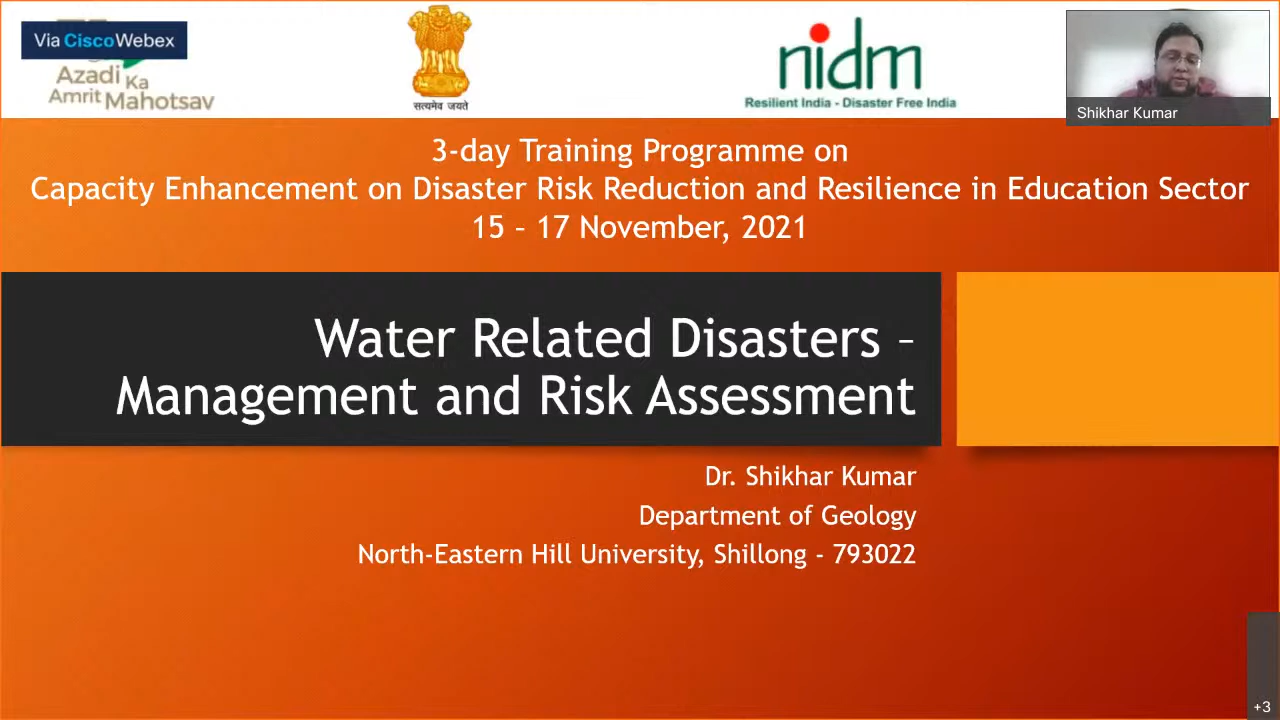 Via Cisco Webex
Azadi Ka
Amrit Mahotsav
सत्यमेव जयते
nidm
Resilient India - Disaster Free India
Shikhar Kumar
3-day Training Programme on
Capacity Enhancement on Disaster Risk Reduction and Resilience in Education Sector
15 – 17 November, 2021
Water Related Disasters –
Management and Risk Assessment
Dr. Shikhar Kumar
Department of Geology
North-Eastern Hill University, Shillong - 793022
+3